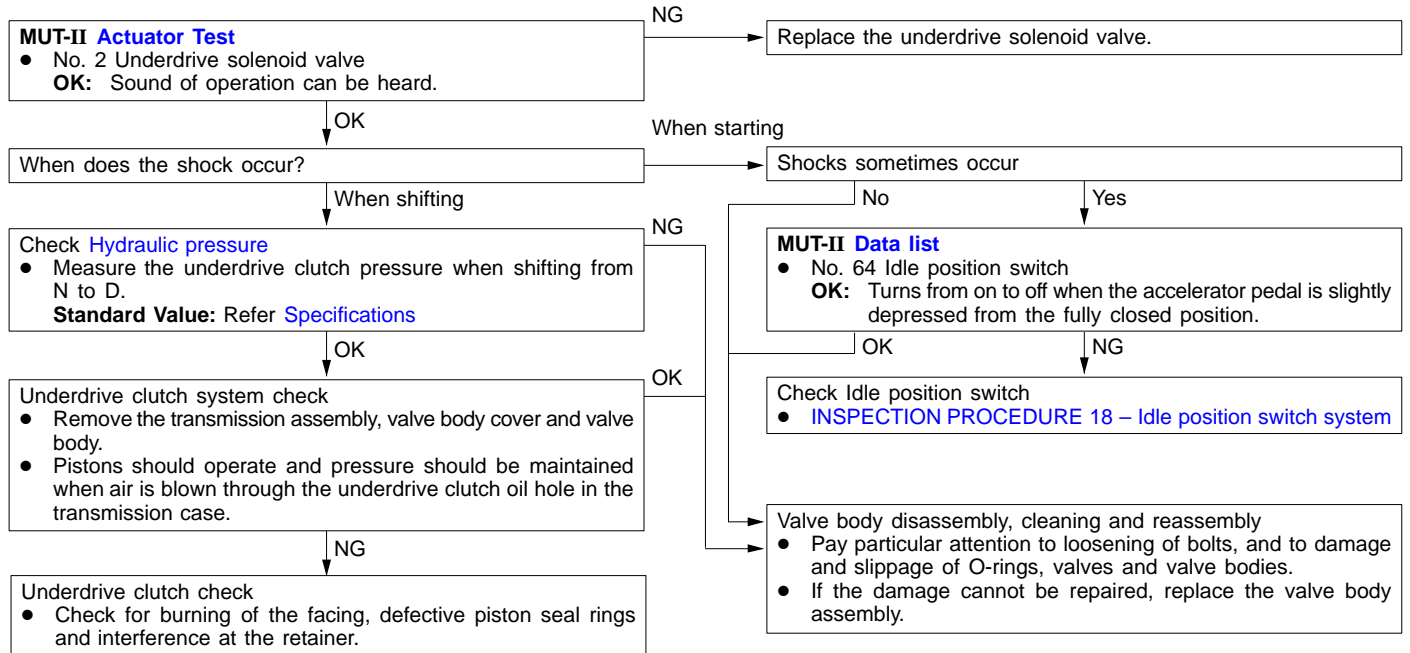 MUT-II Actuator Test
● No. 2 Underdrive solenoid valve
OK: Sound of operation can be heard.
NG
Replace the underdrive solenoid valve.
OK
When does the shock occur?
When starting
Shocks sometimes occur
When shifting
No
Yes
Check Hydraulic pressure
● Measure the underdrive clutch pressure when shifting from
N to D.
Standard Value: Refer Specifications
NG
MUT-II Data list
● No. 64 Idle position switch
OK: Turns from on to off when the accelerator pedal is slightly
depressed from the fully closed position.
OK
OK
NG
Underdrive clutch system check
● Remove the transmission assembly, valve body cover and valve
body.
● Pistons should operate and pressure should be maintained
when air is blown through the underdrive clutch oil hole in the
transmission case.
OK
Check Idle position switch
● INSPECTION PROCEDURE 18 – Idle position switch system
NG
Valve body disassembly, cleaning and reassembly
● Pay particular attention to loosening of bolts, and to damage
and slippage of O-rings, valves and valve bodies.
● If the damage cannot be repaired, replace the valve body
assembly.
Underdrive clutch check
● Check for burning of the facing, defective piston seal rings
and interference at the retainer.